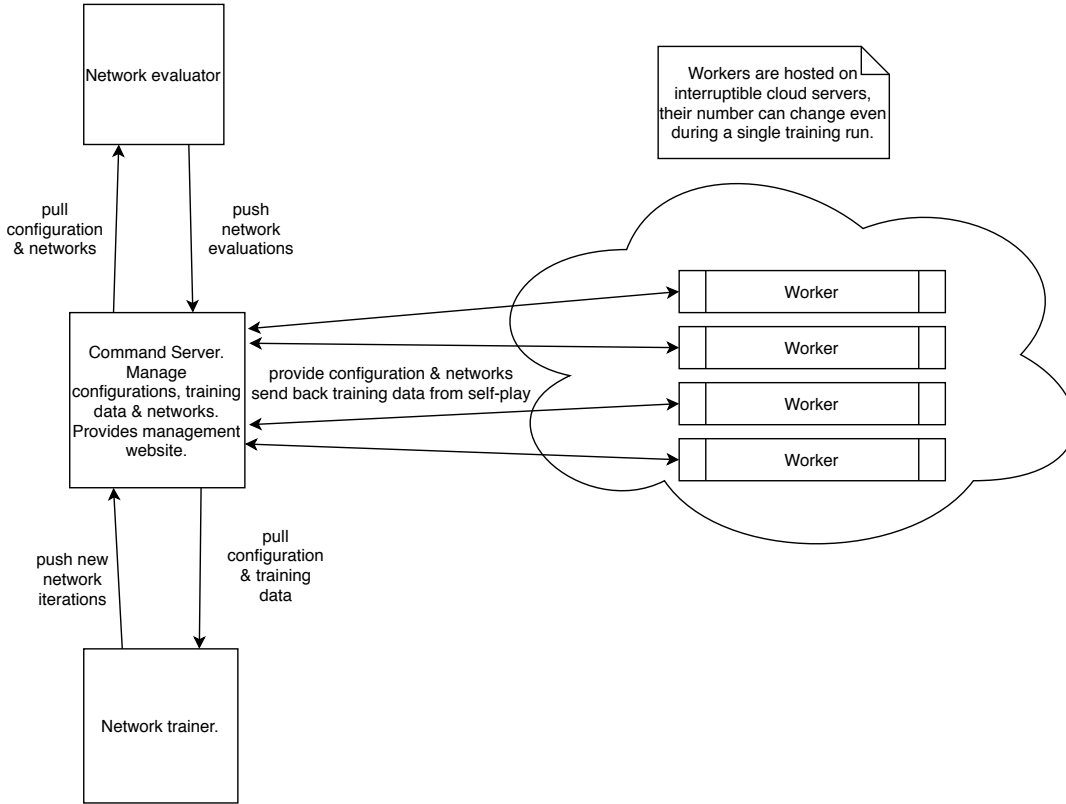 Network evaluator
Workers are hosted on
interruptible cloud servers,
their number can change even
during a single training run.
pull
configuration
& networks
push
network
evaluations
Worker
Worker
Worker
Worker
Command Server.
Manage
configurations, training
data & networks.
Provides management
website.
provide configuration & networks
send back training data from self-play
push new
network
iterations
pull
configuration
& training
data
Network trainer.